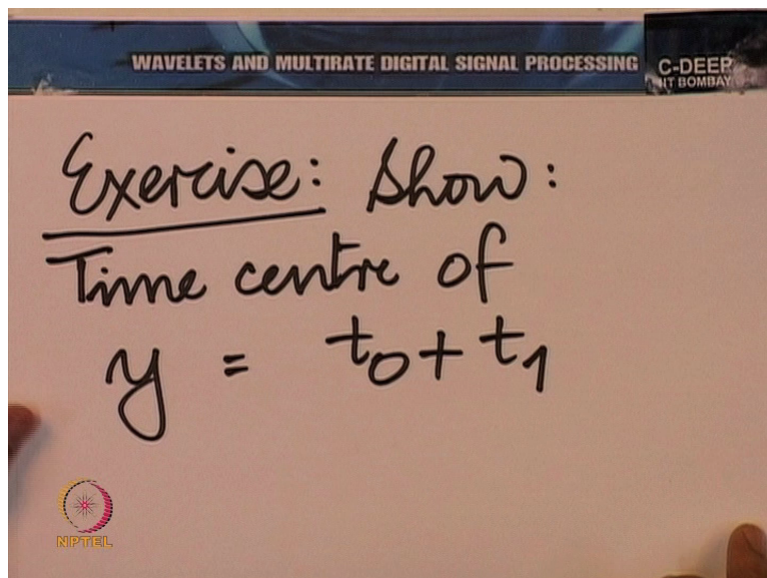 WAVELETS AND MULTIRATE DIGITAL SIGNAL PROCESSING
C-DEEP
IIT BOMBAY
Exercise: Show:
Time centre of
y = t₀ + t₁
NPTEL